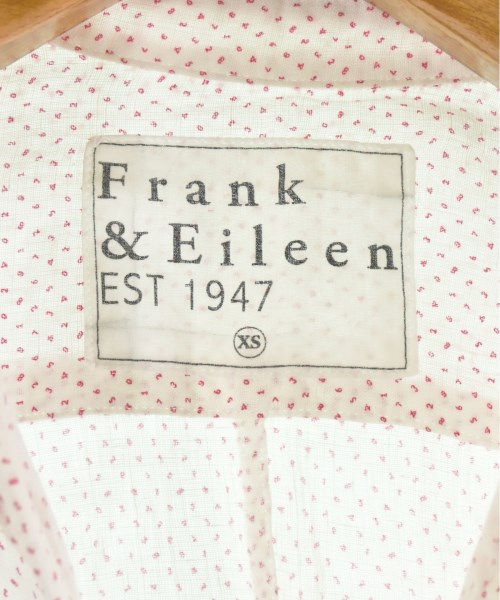 Frank
& Eileen
EST 1947
XS